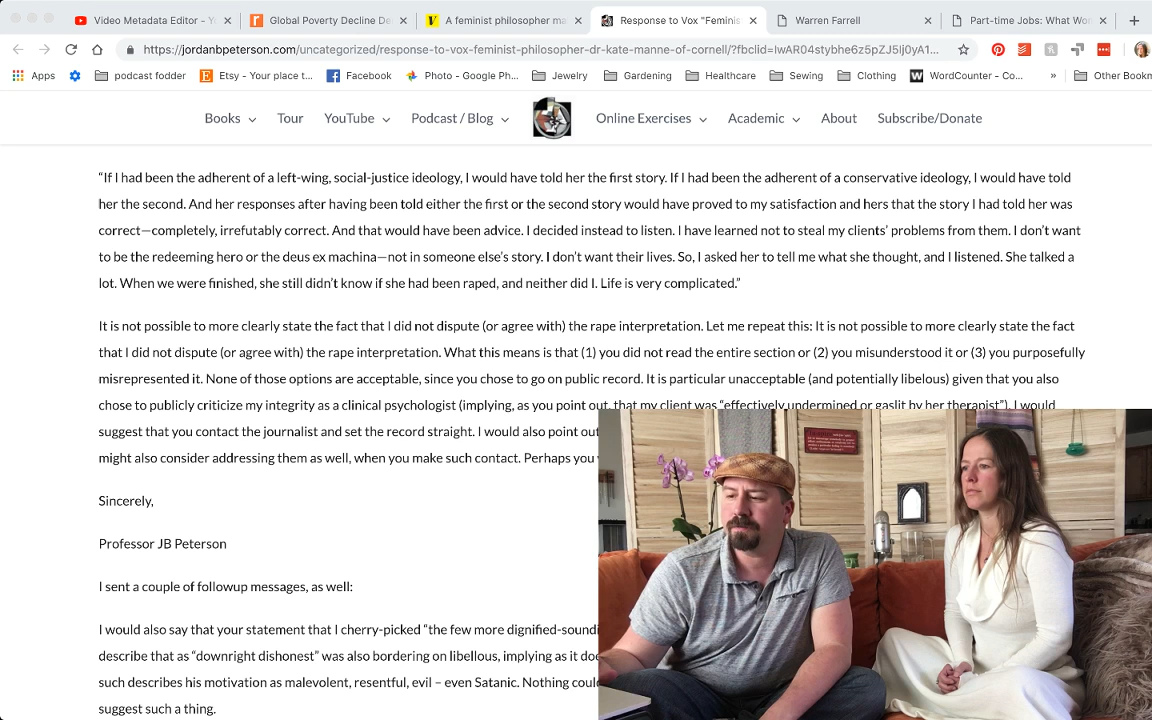 Video Metadata Editor - Y
Global Poverty Decline De
A feminist philosopher ma
Response to Vox "Feminis
Warren Farrell
Part-time Jobs: What Wo
https://jordanbpeterson.com/uncategorized/response-to-vox-feminist-philosopher-dr-kate-manne-of-cornell/?fbclid=IwAR04stybhe6z5pZJ5Ij0yA1...
Apps podcast fodder Etsy - Your place t... Facebook Photo - Google Ph... Jewelry Gardening Healthcare Sewing Clothing WordCounter - Co... » Other Bookm
Books Tour YouTube Podcast / Blog Online Exercises Academic About Subscribe/Donate
“If I had been the adherent of a left-wing, social-justice ideology, I would have told her the first story. If I had been the adherent of a conservative ideology, I would have told
her the second. And her responses after having been told either the first or the second story would have proved to my satisfaction and hers that the story I had told her was
correct—completely, irrefutably correct. And that would have been advice. I decided instead to listen. I have learned not to steal my clients’ problems from them. I don’t want
to be the redeeming hero or the deus ex machina—not in someone else’s story. I don’t want their lives. So, I asked her to tell me what she thought, and I listened. She talked a
lot. When we were finished, she still didn’t know if she had been raped, and neither did I. Life is very complicated.”
It is not possible to more clearly state the fact that I did not dispute (or agree with) the rape interpretation. Let me repeat this: It is not possible to more clearly state the fact
that I did not dispute (or agree with) the rape interpretation. What this means is that (1) you did not read the entire section or (2) you misunderstood it or (3) you purposefully
misrepresented it. None of those options are acceptable, since you chose to go on public record. It is particular unacceptable (and potentially libelous) given that you also
chose to publicly criticize my integrity as a clinical psychologist (implying, as you point out, that my client was “effectively undermined or gaslit by her therapist”). I would
suggest that you contact the journalist and set the record straight. I would also point out
might also consider addressing them as well, when you make such contact. Perhaps you
Sincerely,
Professor JB Peterson
I sent a couple of followup messages, as well:
I would also say that your statement that I cherry-picked “the few more dignified-soundi
describe that as “downright dishonest” was also bordering on libellous, implying as it doe
such describes his motivation as malevolent, resentful, evil – even Satanic. Nothing could
suggest such a thing.